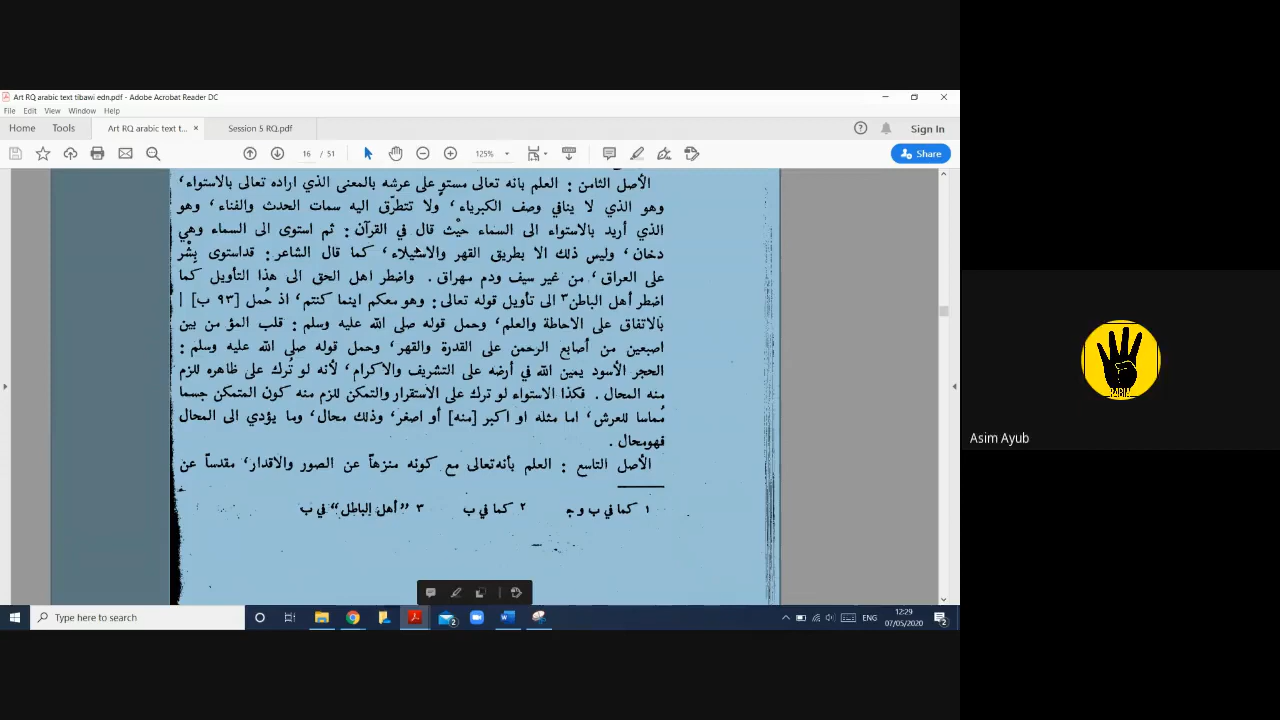 Art RQ arabic text tibawi edn.pdf - Adobe Acrobat Reader DC
File Edit View Window Help
Home Tools Art RQ arabic text t... × Session 5 RQ.pdf Sign In
16 / 51 125% Share
الأصل الثامن : العلم بانه تعالى مستوٍ على عرشه بالمعنى الذي اراده تعالى بالاستواء،
وهو الذي لا ينافي وصف الكبرياء، ولا تتطرّق اليه سمات الحدث والفناء، وهو
الذي أريد بالاستواء الى السماء حيْث قال في القرآن : ثم استوى الى السماء وهي
دخان، وليس ذلك الا بطريق القهر والاستيلاء، كما قال الشاعر : قداستوى بِشْر
على العراق، من غير سيف ودم مهراق . واضطر اهل الحق الى هذا التأويل كما
اضطر أهل الباطن٣ الى تأويل قوله تعالى : وهو معكم اينما كنتم، اذ حُمل [٩٣ ب] |
بالاتفاق على الاحاطة والعلم، وحمل قوله صلى الله عليه وسلم : قلب المؤ من بين
اصبعين من أصابع الرحمن على القدرة والقهر، وحمل قوله صلى الله عليه وسلم :
الحجر الأسود يمين الله في أرضه على التشريف والاكرام، لأنه لو تُرك على ظاهره للزم
منه المحال . فكذا الاستواء لو ترك على الاستقرار والتمكن للزم منه كون المتمكن جسما
مُماسا للعرش، اما مثله او اكبر [منه] أو اصغر، وذلك محال، وما يؤدي الى المحال
فهومحال .
الأصل التاسع : العلم بأنه تعالى مع كونه منزهاً عن الصور والاقدار، مقدساً عن
١ كما في ب و ج ٢ كما في ب ٣ "أهل الباطل" في ب
Type here to search
ENG
12:29
07/05/2020
2
2
RABIA
Asim Ayub